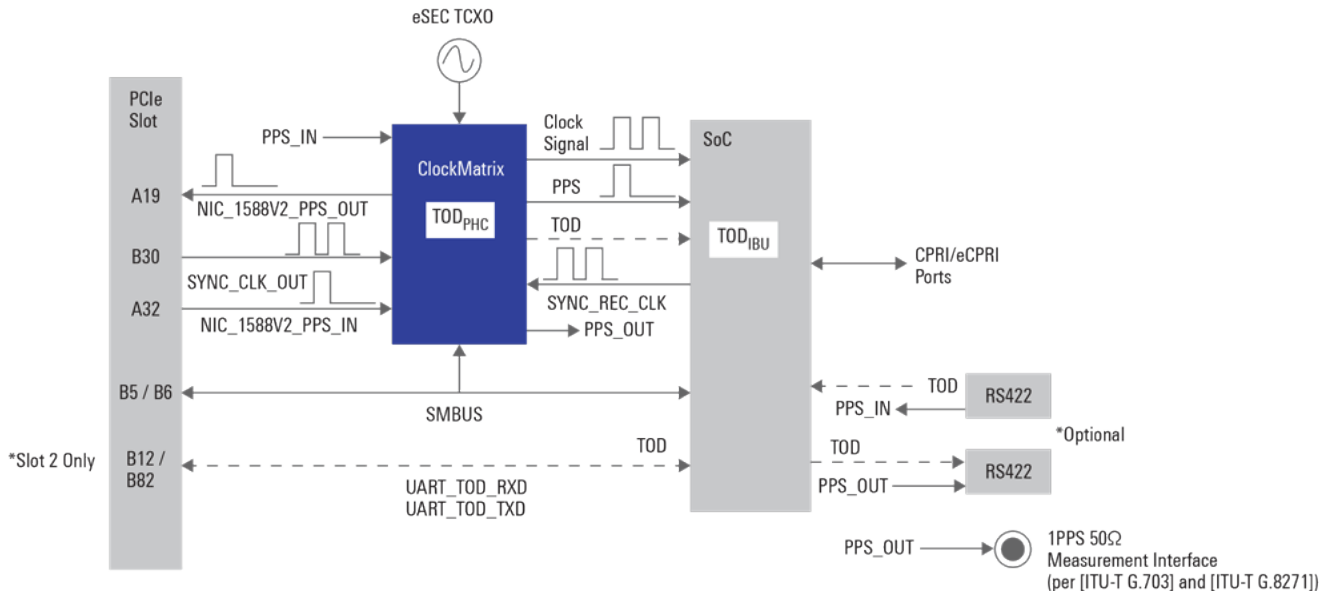 eSEC TCXO
PCIe
Slot
PPS_IN
A19
NIC_1588V2_PPS_OUT
B30
SYNC_CLK_OUT
A32
NIC_1588V2_PPS_IN
B5 / B6
SMBUS
*Slot 2 Only
B12 /
B82
TOD
UART_TOD_RXD
UART_TOD_TXD
ClockMatrix
TODPHC
Clock
Signal
PPS
TOD
SYNC_REC_CLK
PPS_OUT
SoC
TODIBU
CPRI/eCPRI
Ports
TOD
PPS_IN
RS422
*Optional
TOD
PPS_OUT
RS422
PPS_OUT
1PPS 50Ω
Measurement Interface
(per [ITU-T G.703] and [ITU-T G.8271])